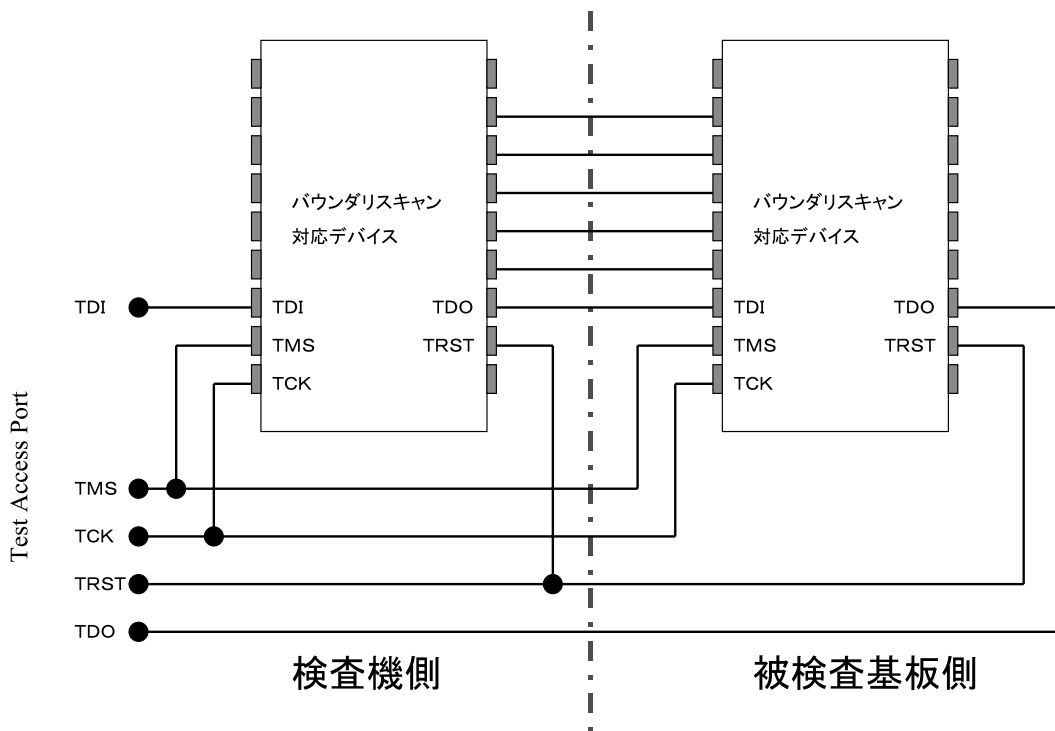 バウンダリスキャン
対応デバイス
バウンダリスキャン
対応デバイス
TDI
TDI
TDO
TDI
TDO
TMS
TRST
TMS
TRST
TCK
TCK
Test Access Port
TMS
TCK
TRST
TDO
検査機側
被検査基板側